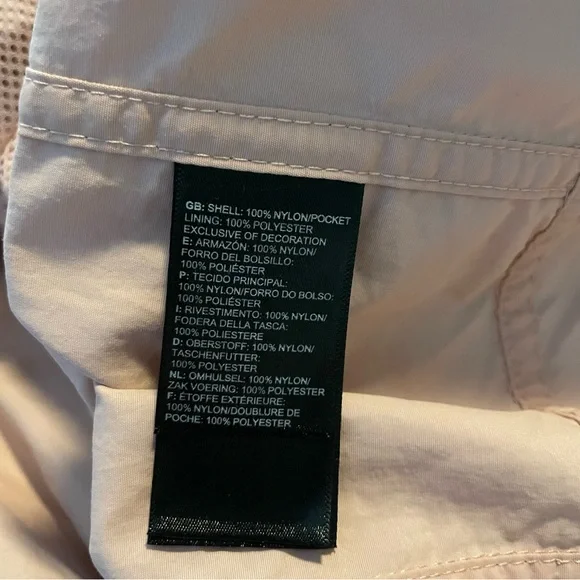 GB: SHELL: 100% NYLON/POCKET
LINING: 100% POLYESTER
EXCLUSIVE OF DECORATION
E: ARMAZÓN: 100% NYLON/
FORRO DEL BOLSILLO:
100% POLIÉSTER
P: TECIDO PRINCIPAL:
100% NYLON/FORRO DO BOLSO:
100% POLIÉSTER
I: RIVESTIMENTO: 100% NYLON/
FODERA DELLA TASCA:
100% POLIESTERE
D: OBERSTOFF: 100% NYLON/
TASCHENFUTTER:
100% POLYESTER
NL: OMHULSEL: 100% NYLON/
ZAK VOERING: 100% POLYESTER
F: ÉTOFFE EXTÉRIEURE:
100% NYLON/DOUBLURE DE
POCHE: 100% POLYESTER